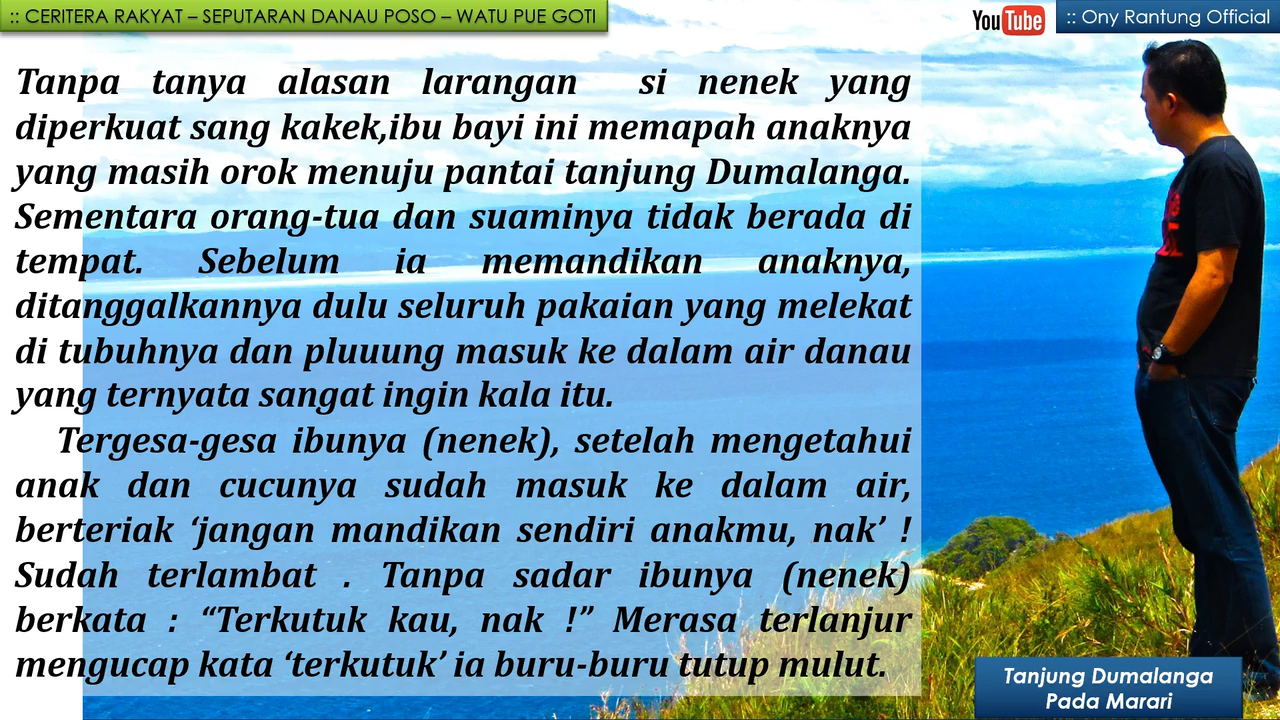 :: CERITERA RAKYAT – SEPUTARAN DANAU POSO – WATU PUE GOTI
YouTube :: Ony Rantung Official
Tanpa tanya alasan larangan si nenek yang
diperkuat sang kakek,ibu bayi ini memapah anaknya
yang masih orok menuju pantai tanjung Dumalanga.
Sementara orang-tua dan suaminya tidak berada di
tempat. Sebelum ia memandikan anaknya,
ditanggalkannya dulu seluruh pakaian yang melekat
di tubuhnya dan pluuung masuk ke dalam air danau
yang ternyata sangat ingin kala itu.
Tergesa-gesa ibunya (nenek), setelah mengetahui
anak dan cucunya sudah masuk ke dalam air,
berteriak ‘jangan mandikan sendiri anakmu, nak’ !
Sudah terlambat . Tanpa sadar ibunya (nenek)
berkata : “Terkutuk kau, nak !” Merasa terlanjur
mengucap kata ‘terkutuk’ ia buru-buru tutup mulut.
Tanjung Dumalanga
Pada Marari